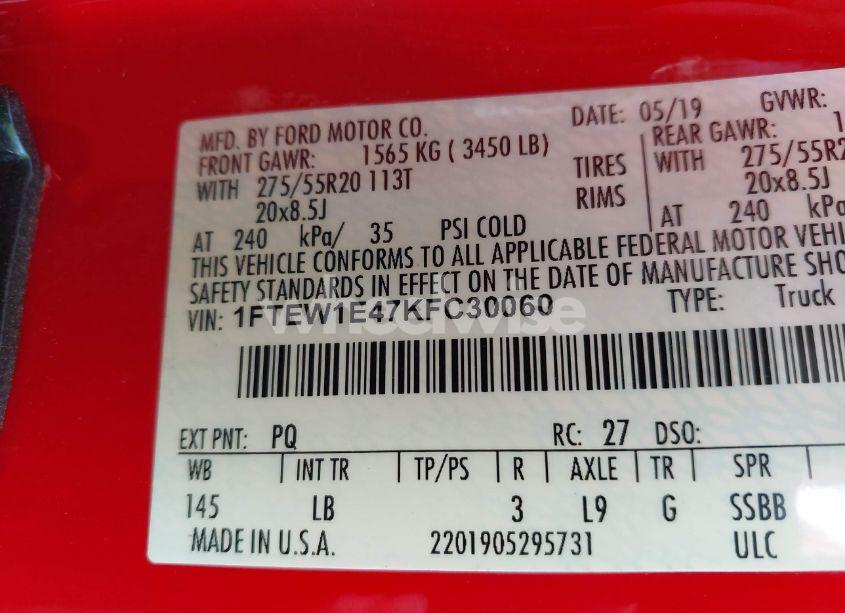 MFD. BY FORD MOTOR CO. DATE: 05/19 GVWR:
FRONT GAWR: 1565 KG ( 3450 LB) REAR GAWR:
WITH 275/55R20 113T TIRES WITH 275/55R2
20x8.5J RIMS 20x8.5J
AT 240 kPa/ 35 PSI COLD AT 240 kPa
THIS VEHICLE CONFORMS TO ALL APPLICABLE FEDERAL MOTOR VEHI
SAFETY STANDARDS IN EFFECT ON THE DATE OF MANUFACTURE SHO
VIN: 1FTEW1E47KFC30060 TYPE: Truck
wheelwise
EXT PNT: PQ RC: 27 DSO:
WB INT TR TP/PS R AXLE TR SPR
145 LB 3 L9 G SSBB
MADE IN U.S.A. 2201905295731 ULC